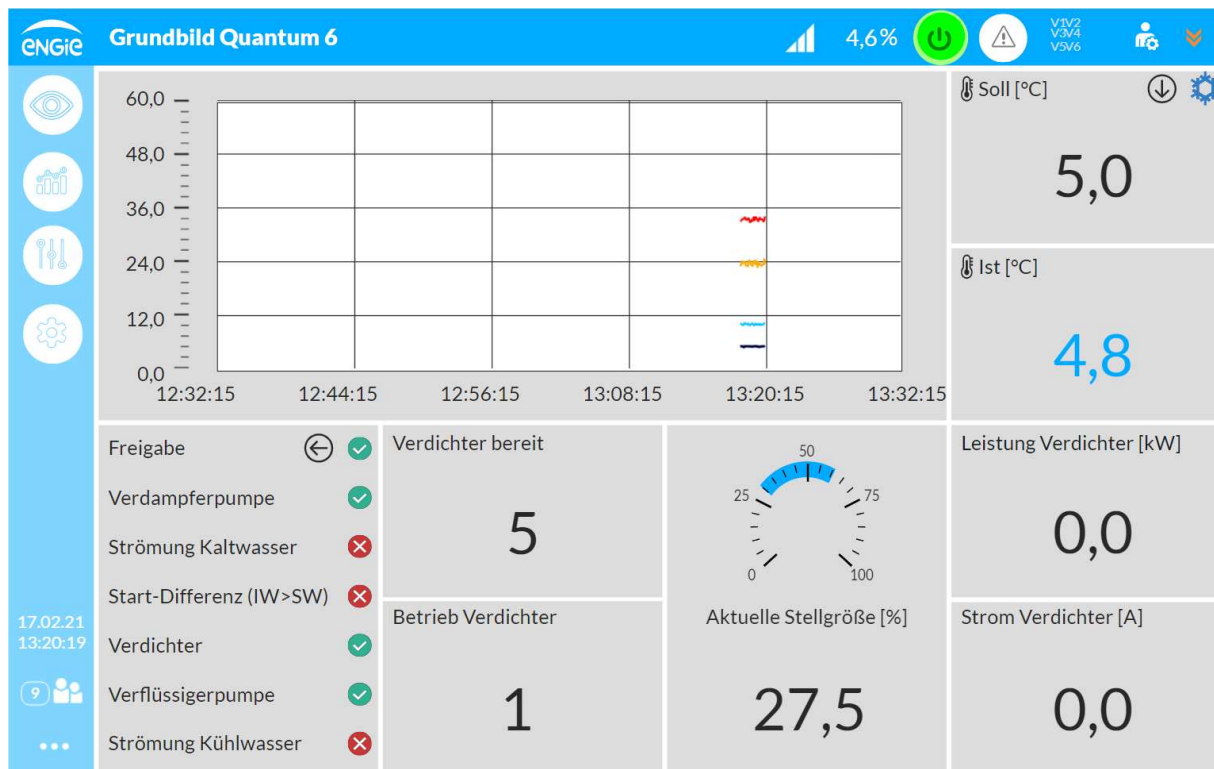 ENGIE
Grundbild Quantum 6
4,6%
V1V2
V3V4
V5V6
60,0
48,0
36,0
24,0
12,0
0,0
12:32:15 12:44:15 12:56:15 13:08:15 13:20:15 13:32:15
Soll [°C]
5,0
Ist [°C]
4,8
Freigabe
Verdampferpumpe
Strömung Kaltwasser
Start-Differenz (IW>SW)
Verdichter
Verflüssigerpumpe
Strömung Kühlwasser
Verdichter bereit
5
Betrieb Verdichter
1
50
25 75
0 100
Aktuelle Stellgröße [%]
27,5
Leistung Verdichter [kW]
0,0
Strom Verdichter [A]
0,0
17.02.21
13:20:19
9